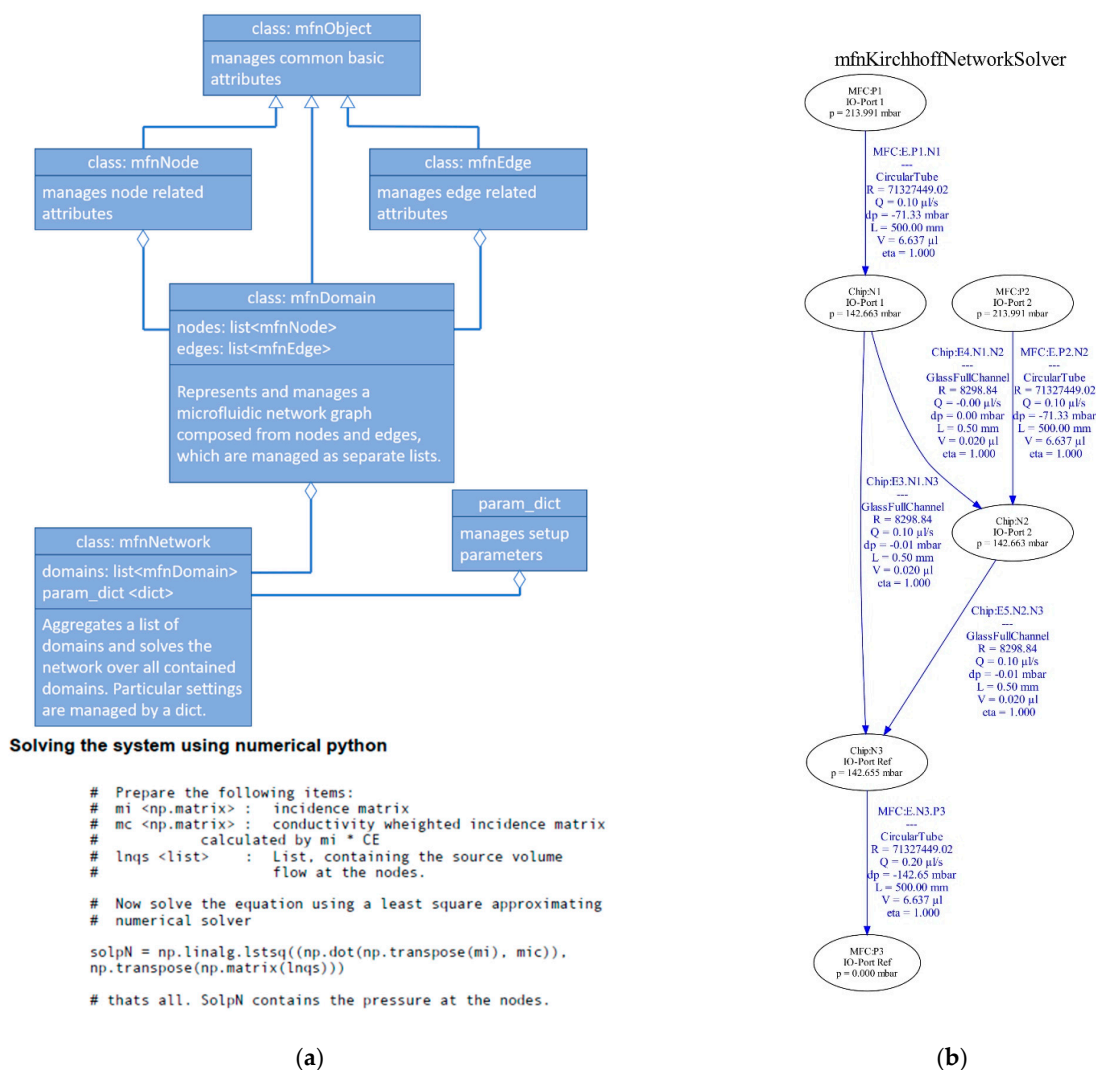 class: mfnObject
manages common basic
attributes
class: mfnNode
manages node related
attributes
class: mfnEdge
manages edge related
attributes
class: mfnDomain
nodes: list<mfnNode>
edges: list<mfnEdge>
Represents and manages a
microfluidic network graph
composed from nodes and edges,
which are managed as separate lists.
param_dict
manages setup
parameters
class: mfnNetwork
domains: list<mfnDomain>
param_dict <dict>
Aggregates a list of
domains and solves the
network over all contained
domains. Particular settings
are managed by a dict.
Solving the system using numerical python
# Prepare the following items:
# mi <np.matrix> : incidence matrix
# mc <np.matrix> : conductivity wheighted incidence matrix
# calculated by mi * CE
# lnqs <list> : List, containing the source volume
# flow at the nodes.
# Now solve the equation using a least square approximating
# numerical solver
solpN = np.linalg.lstsq((np.dot(np.transpose(mi), mic)),
np.transpose(np.matrix(lnqs)))
# thats all. SolpN contains the pressure at the nodes.
(a)
mfnKirchhoffNetworkSolver
MFC:P1
IO-Port 1
p = 213.991 mbar
MFC:E.P1.N1
---
CircularTube
R = 71327449.02
Q = 0.10 µl/s
dp = -71.33 mbar
L = 500.00 mm
V = 6.637 µl
eta = 1.000
Chip:N1
IO-Port 1
p = 142.663 mbar
MFC:P2
IO-Port 2
p = 213.991 mbar
Chip:E4.N1.N2
---
GlassFullChannel
R = 8298.84
Q = -0.00 µl/s
dp = 0.00 mbar
L = 0.50 mm
V = 0.020 µl
eta = 1.000
MFC:E.P2.N2
---
CircularTube
R = 71327449.02
Q = 0.10 µl/s
dp = -71.33 mbar
L = 500.00 mm
V = 6.637 µl
eta = 1.000
Chip:E3.N1.N3
---
GlassFullChannel
R = 8298.84
Q = 0.10 µl/s
dp = -0.01 mbar
L = 0.50 mm
V = 0.020 µl
eta = 1.000
Chip:N2
IO-Port 2
p = 142.663 mbar
Chip:E5.N2.N3
---
GlassFullChannel
R = 8298.84
Q = 0.10 µl/s
dp = -0.01 mbar
L = 0.50 mm
V = 0.020 µl
eta = 1.000
Chip:N3
IO-Port Ref
p = 142.655 mbar
MFC:E.N3.P3
---
CircularTube
R = 71327449.02
Q = 0.20 µl/s
dp = -142.65 mbar
L = 500.00 mm
V = 6.637 µl
eta = 1.000
MFC:P3
IO-Port Ref
p = 0.000 mbar
(b)